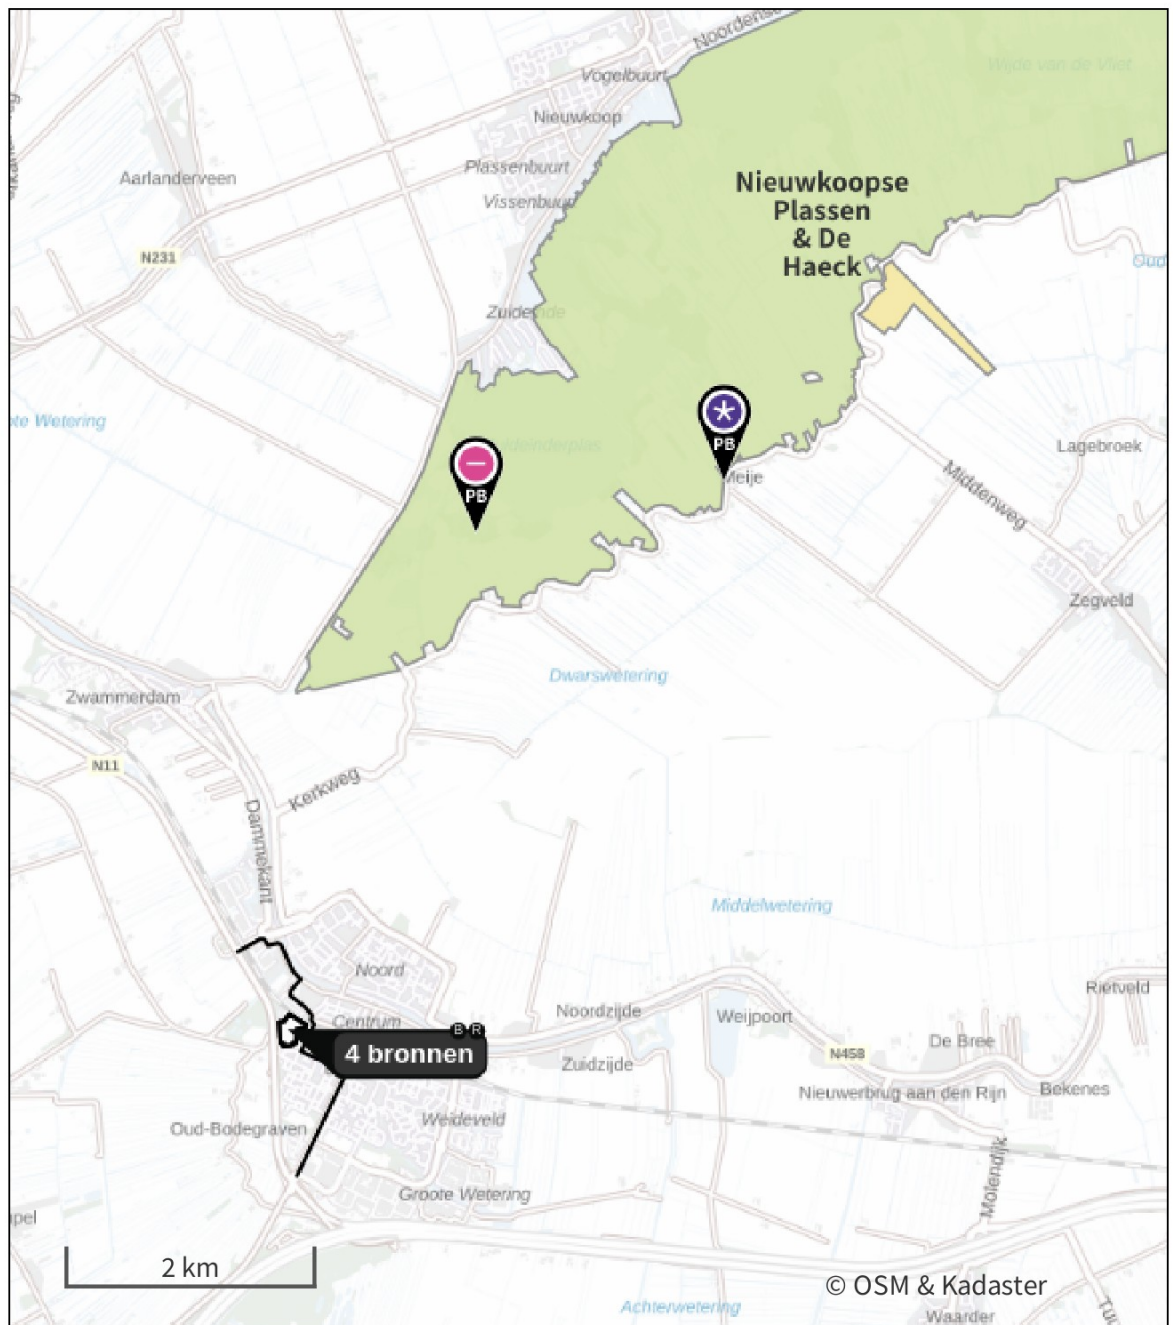 Noordense
Vogelbuurt
Wijde van de Vlist
Nieuwkoop
Plassenbuurt
Aarlanderveen
Vissenbuurt
Nieuwkoopse
Plassen
& De
Haeck
N231
Oud
Zuideinde
te Wetering
PB
Lagebroek
Meije
PB
Middenweg
Zegveld
Dwarswetering
Zwammerdam
N11
Kerkweg
Dammekant
Middelwetering
Noord
Rietveld
Noordzijde
Weijpoort
Centrum
B R
4 bronnen
De Bree
N458
Zuidzijde
Nieuwerbrug aan den Rijn
Bekenes
Weideveld
Oud-Bodegraven
Molendijk
Groote Wetering
pel
2 km
© OSM & Kadaster
Achterwetering
Waarder